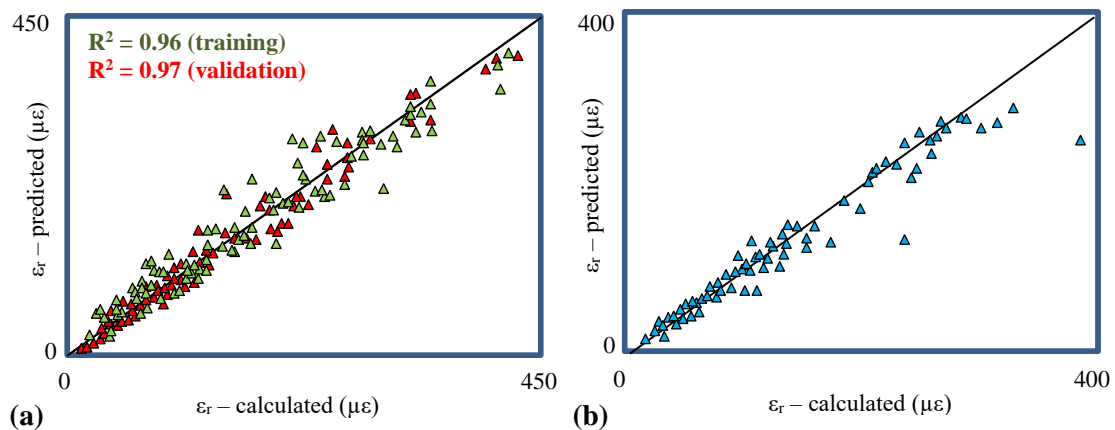 450
R² = 0.96 (training)
R² = 0.97 (validation)
εᵣ – predicted (με)
0
0
450
εᵣ – calculated (με)
(a)
400
εᵣ – predicted (με)
0
0
400
εᵣ – calculated (με)
(b)